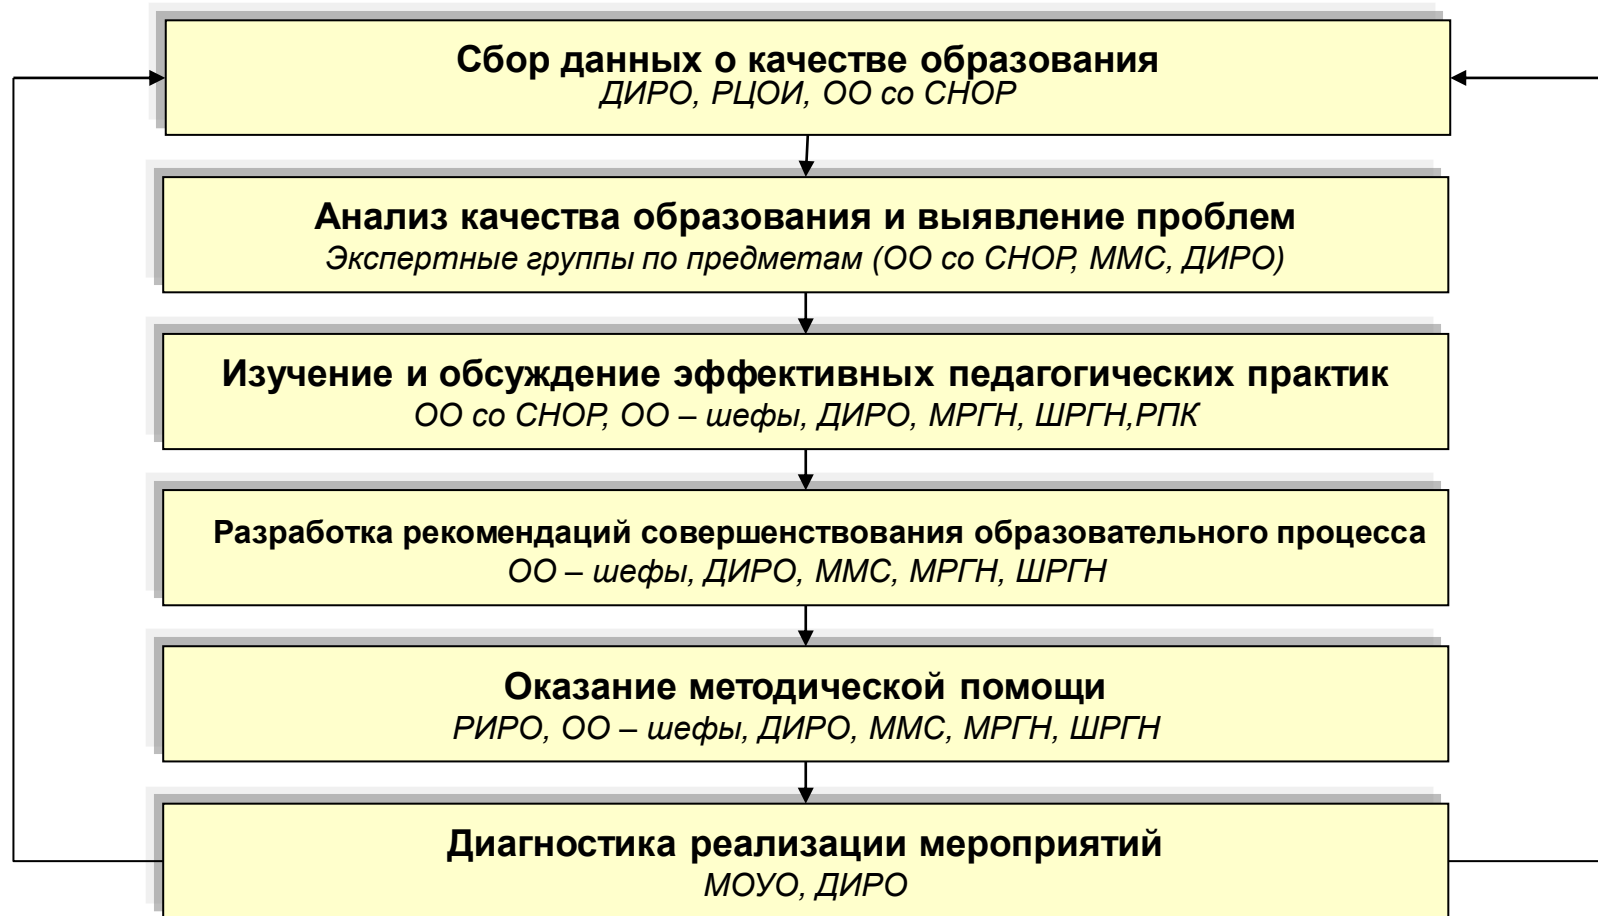 Сбор данных о качестве образования
ДИРО, РЦОИ, ОО со СНОР
Анализ качества образования и выявление проблем
Экспертные группы по предметам (ОО со СНОР, ММС, ДИРО)
Изучение и обсуждение эффективных педагогических практик
ОО со СНОР, ОО – шефы, ДИРО, МРГН, ШРГН,РПК
Разработка рекомендаций совершенствования образовательного процесса
ОО – шефы, ДИРО, ММС, МРГН, ШРГН
Оказание методической помощи
РИРО, ОО – шефы, ДИРО, ММС, МРГН, ШРГН
Диагностика реализации мероприятий
МОУО, ДИРО